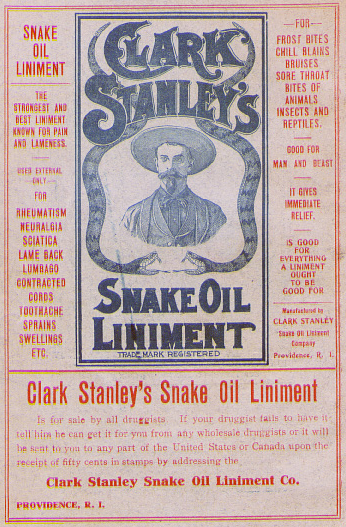 SNAKE
OIL
LINIMENT
THE
STRONGEST AND
BEST LINIMENT
KNOWN FOR PAIN
AND LAMENESS.
USED EXTERNAL
ONLY
FOR
RHEUMATISM
NEURALGIA
SCIATICA
LAME BACK
LUMBAGO
CONTRACTED
CORDS
TOOTHACHE
SPRAINS
SWELLINGS
ETC.
CLARK
STANLEY'S
SNAKE OIL
LINIMENT
TRADE MARK REGISTERED
—FOR—
FROST BITES
CHILL BLAINS
BRUISES
SORE THROAT
BITES OF
ANIMALS
INSECTS AND
REPTILES.
GOOD FOR
MAN AND BEAST
IT GIVES
IMMEDIATE
RELIEF.
IS GOOD
FOR
EVERYTHING
A LINIMENT
OUGHT
TO BE
GOOD FOR
Manufactured by
CLARK STANLEY
Snake Oil Liniment
Company
Providence, R. I.
Clark Stanley's Snake Oil Liniment
Is for sale by all druggists. If your druggist fails to have it
tell him he can get it for you from any wholesale druggists or it will
be sent to you to any part of the United States or Canada upon the
receipt of fifty cents in stamps by addressing the
Clark Stanley Snake Oil Liniment Co.
PROVIDENCE, R. I.